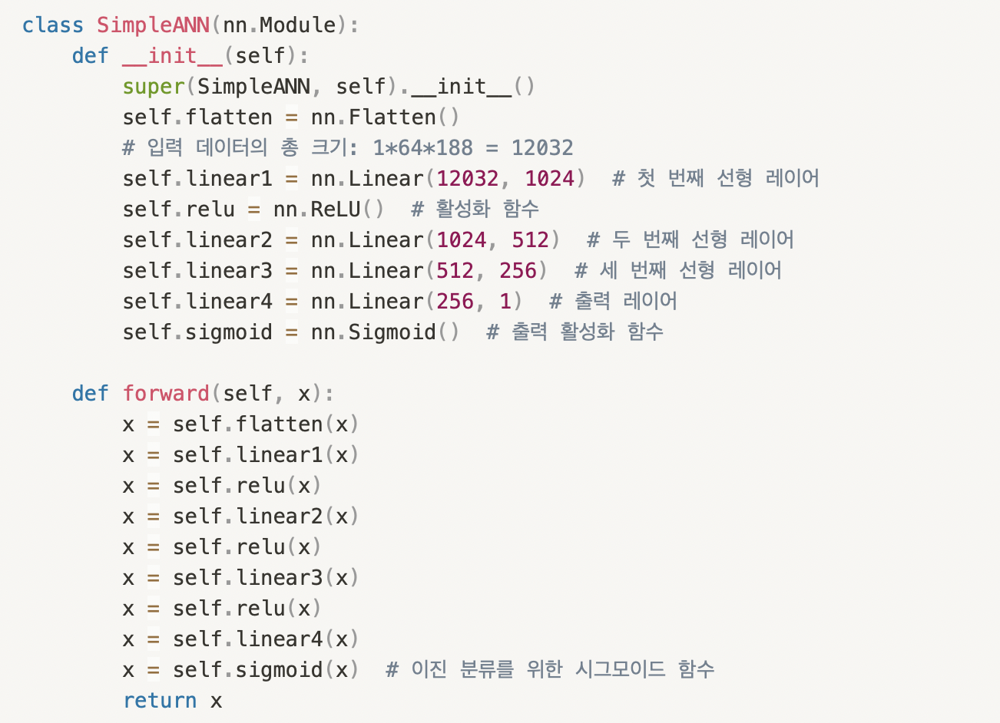 class SimpleANN(nn.Module):
    def __init__(self):
        super(SimpleANN, self).__init__()
        self.flatten = nn.Flatten()
        # 입력 데이터의 총 크기: 1*64*188 = 12032
        self.linear1 = nn.Linear(12032, 1024)  # 첫 번째 선형 레이어
        self.relu = nn.ReLU()  # 활성화 함수
        self.linear2 = nn.Linear(1024, 512)  # 두 번째 선형 레이어
        self.linear3 = nn.Linear(512, 256)  # 세 번째 선형 레이어
        self.linear4 = nn.Linear(256, 1)  # 출력 레이어
        self.sigmoid = nn.Sigmoid()  # 출력 활성화 함수

    def forward(self, x):
        x = self.flatten(x)
        x = self.linear1(x)
        x = self.relu(x)
        x = self.linear2(x)
        x = self.relu(x)
        x = self.linear3(x)
        x = self.relu(x)
        x = self.linear4(x)
        x = self.sigmoid(x)  # 이진 분류를 위한 시그모이드 함수
        return x